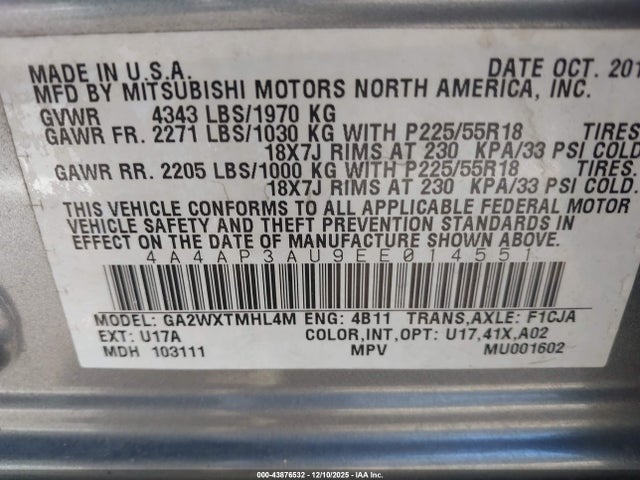 MADE IN U.S.A. DATE OCT. 201
MFD BY MITSUBISHI MOTORS NORTH AMERICA, INC.
GVWR 4343 LBS/1970 KG
GAWR FR. 2271 LBS/1030 KG WITH P225/55R18 TIRES
18X7J RIMS AT 230 KPA/33 PSI COLD
GAWR RR. 2205 LBS/1000 KG WITH P225/55R18 TIRES.
18X7J RIMS AT 230 KPA/33 PSI COLD.
THIS VEHICLE CONFORMS TO ALL APPLICABLE FEDERAL MOTOR
VEHICLE SAFETY AND THEFT PREVENTION STANDARDS IN
EFFECT ON THE DATE OF MANUFACTURE SHOWN ABOVE.
4A4AP3AU9EE014551
MODEL: GA2WXTMHL4M ENG: 4B11 TRANS,AXLE: F1CJA
EXT: U17A COLOR,INT,OPT: U17,41X,A02
MDH 103111 MPV MU001602
000-43876532 - 12/10/2025 - IAA Inc.